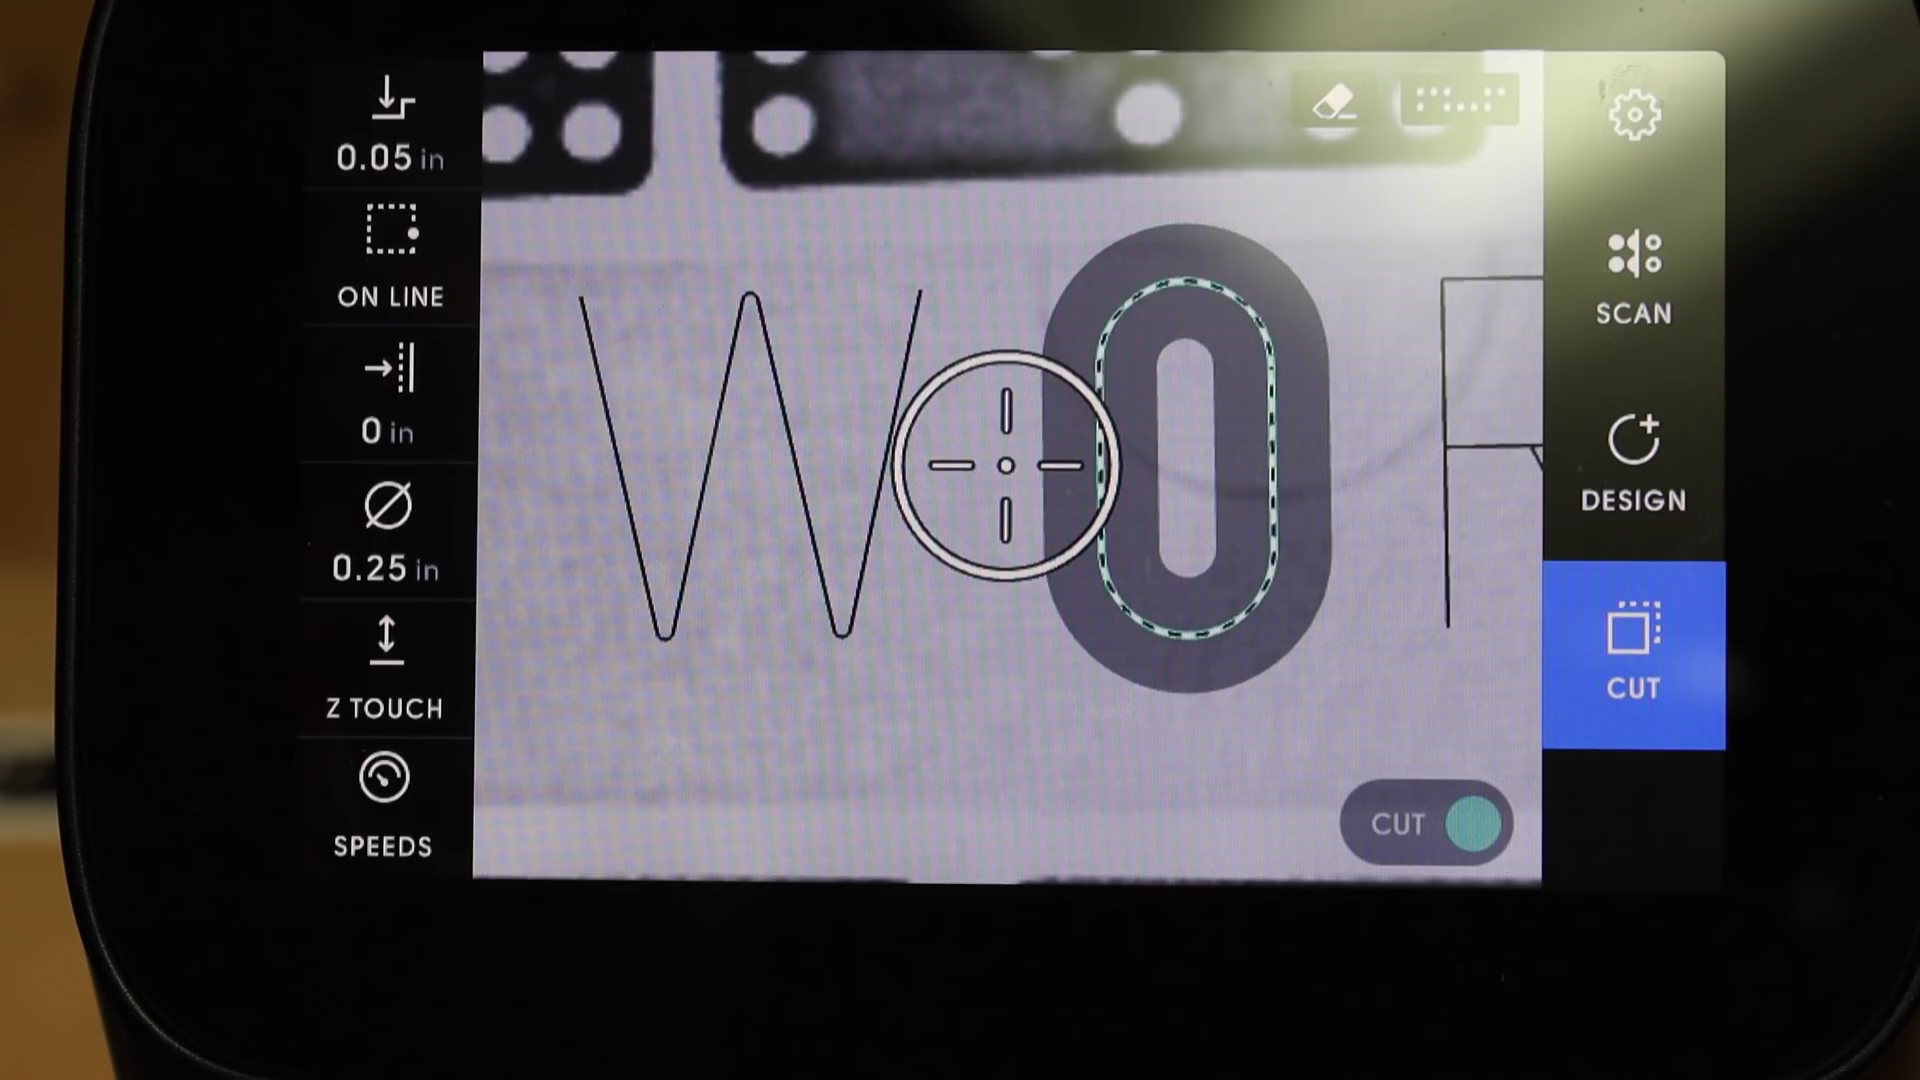 0.05 in
ON LINE
0 in
0.25 in
Z TOUCH
SPEEDS
W O
SCAN
DESIGN
CUT
CUT